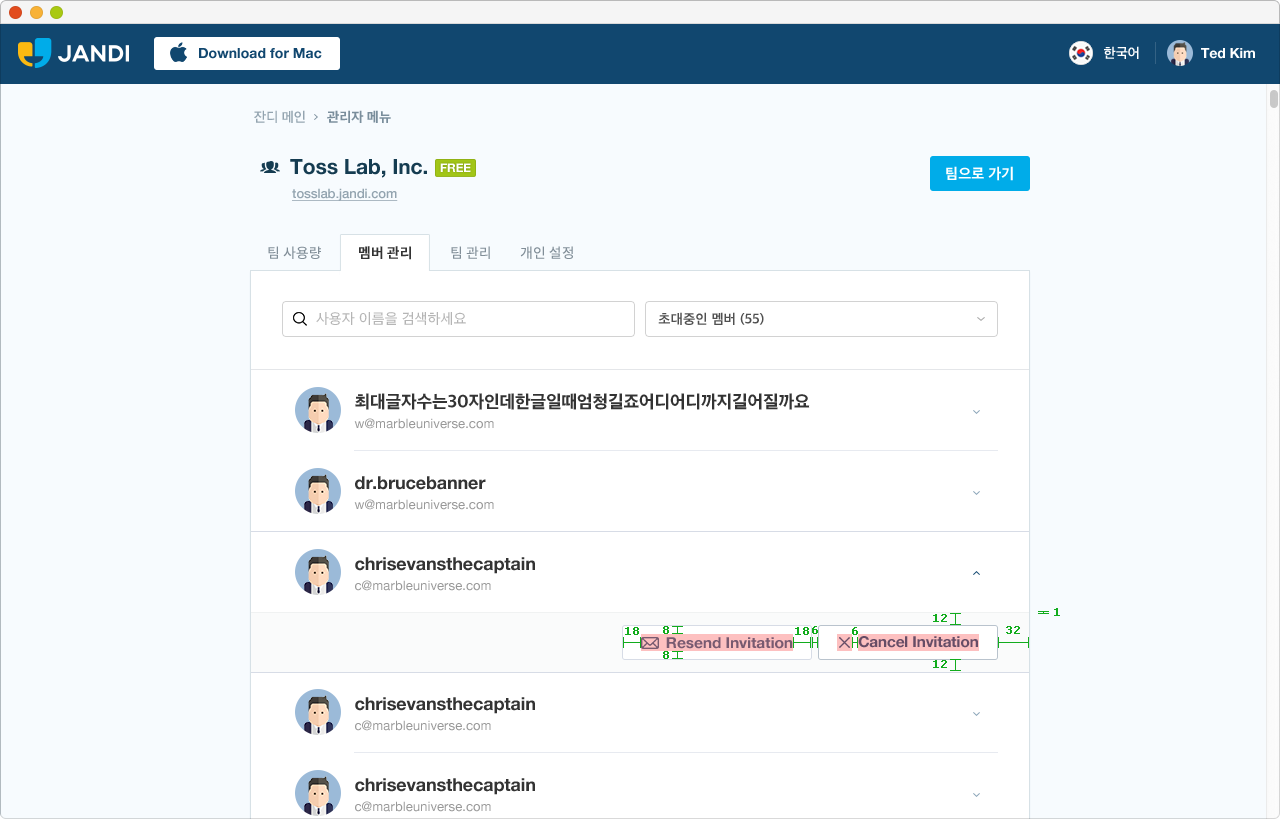 JANDI
Download for Mac
한국어
Ted Kim
잔디 메인 › 관리자 메뉴
Toss Lab, Inc. FREE
tosslab.jandi.com
팀으로 가기
팀 사용량
멤버 관리
팀 관리
개인 설정
사용자 이름을 검색하세요
초대중인 멤버 (55)
최대글자수는30자인데한글일때엄청길죠어디어디까지길어질까요
w@marbleuniverse.com
dr.brucebanner
w@marbleuniverse.com
chrisevansthecaptain
c@marbleuniverse.com
12
1
18 8 18 6 6 32
Resend Invitation
Cancel Invitation
8
12
chrisevansthecaptain
c@marbleuniverse.com
chrisevansthecaptain
c@marbleuniverse.com